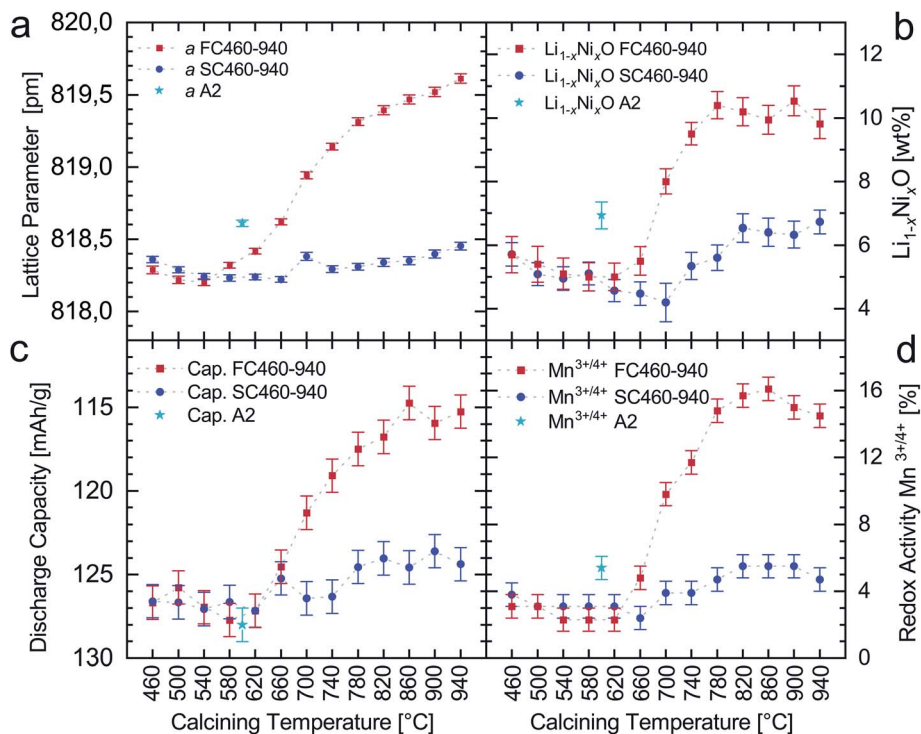 a
820,0
819,5
819,0
818,5
818,0
Lattice Parameter [pm]
a FC460-940
a SC460-940
a A2
b
Li1-xNixO FC460-940
Li1-xNixO SC460-940
Li1-xNixO A2
12
10
8
6
4
Li1-xNixO [wt%]
c
115
120
125
130
Discharge Capacity [mAh/g]
Cap. FC460-940
Cap. SC460-940
Cap. A2
460
500
540
580
620
660
700
740
780
820
860
900
940
Calcining Temperature [°C]
d
Mn3+/4+ FC460-940
Mn3+/4+ SC460-940
Mn3+/4+ A2
16
12
8
4
0
Redox Activity Mn 3+/4+ [%]
460
500
540
580
620
660
700
740
780
820
860
900
940
Calcining Temperature [°C]